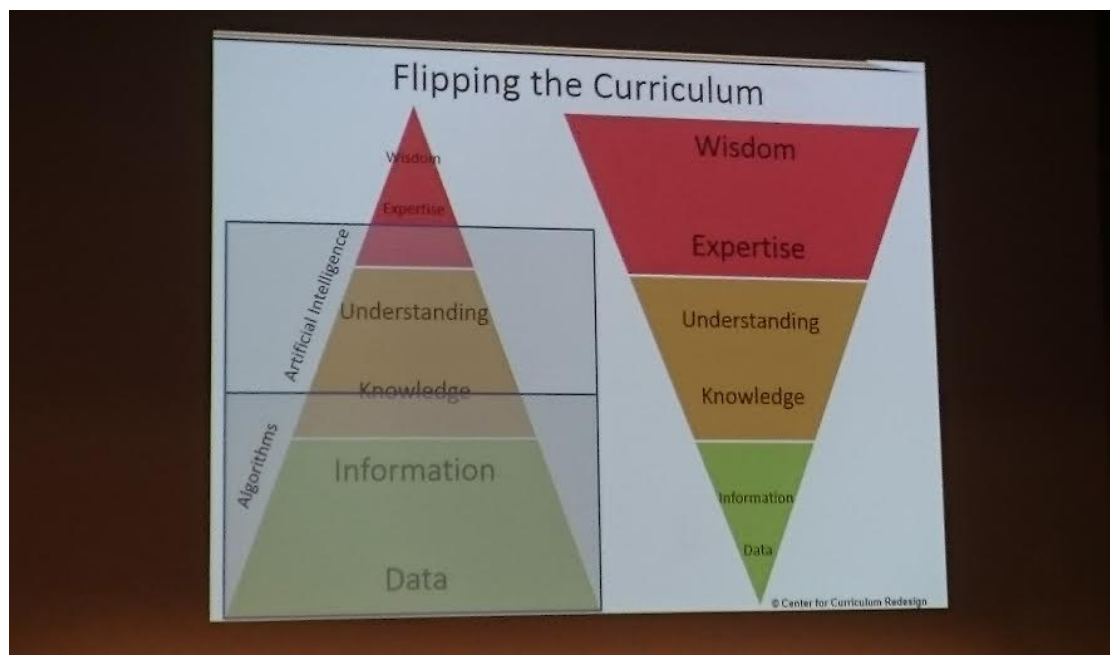 Flipping the Curriculum
Wisdom
Expertise
Artificial Intelligence
Understanding
Knowledge
Algorithms
Information
Data
Wisdom
Expertise
Understanding
Knowledge
Information
Data
© Center for Curriculum Redesign